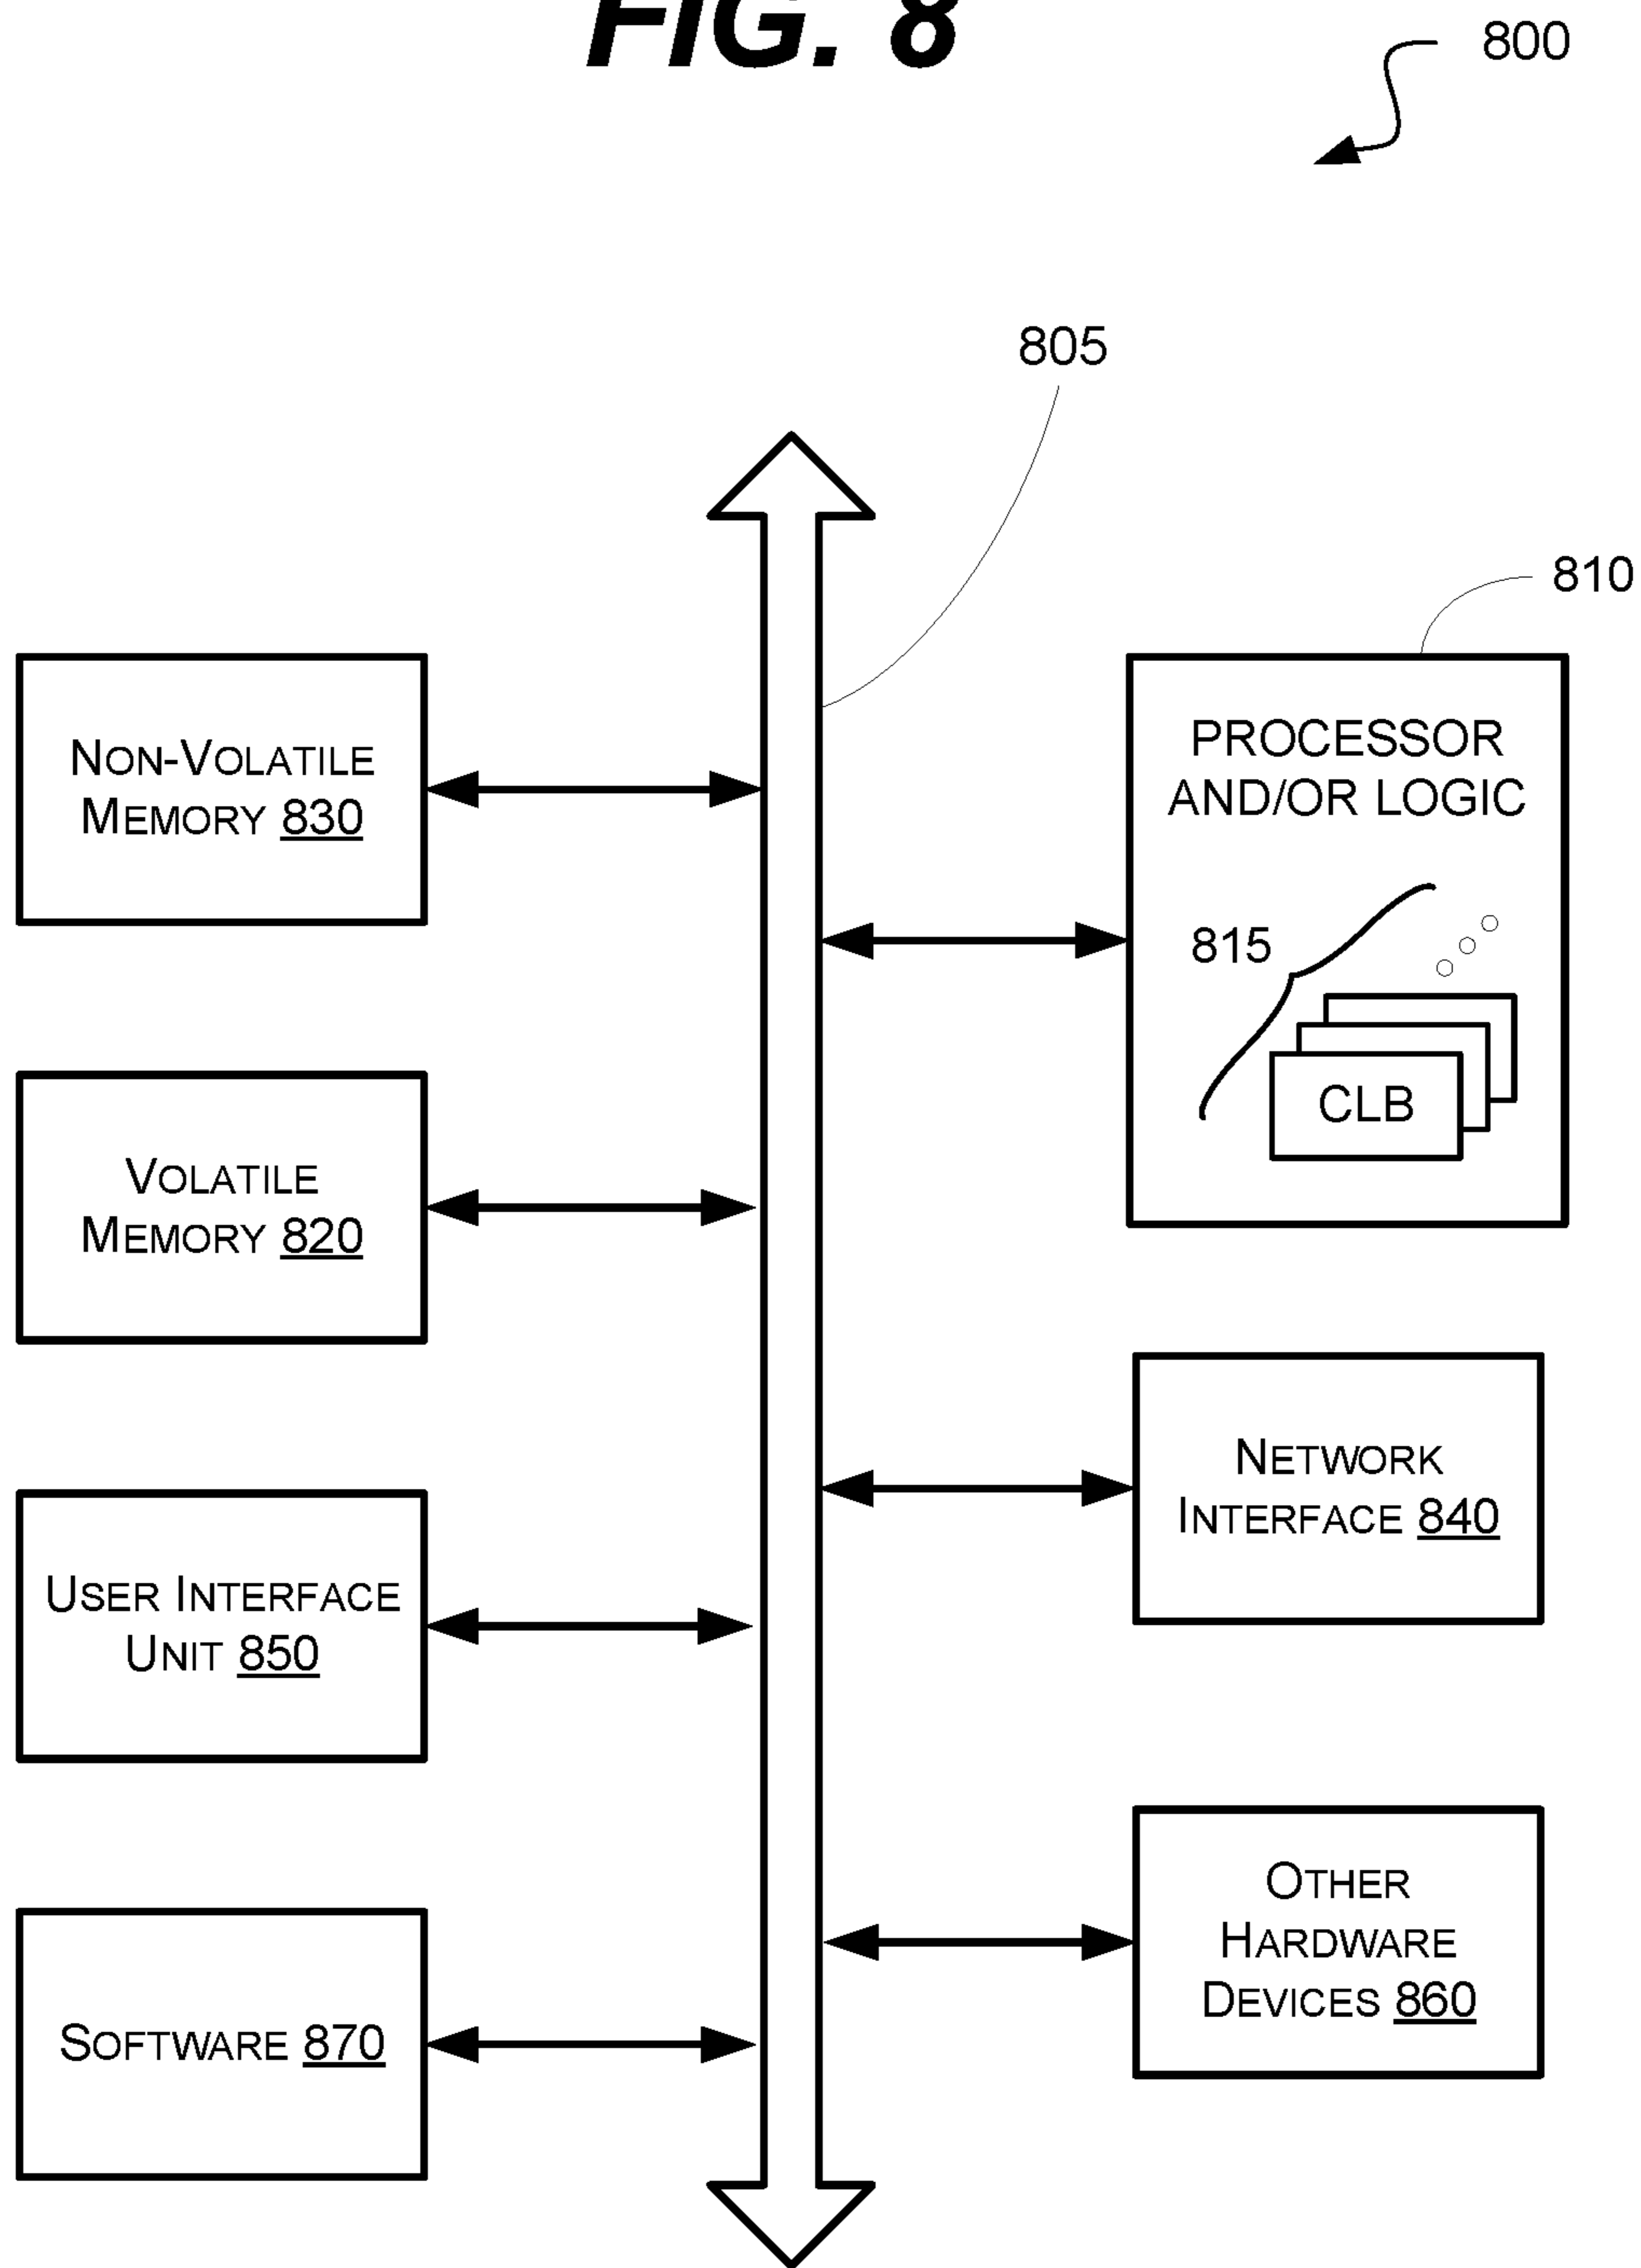 FIG. 8
800
805
810
NON-VOLATILE
MEMORY 830
PROCESSOR
AND/OR LOGIC
815
CLB
VOLATILE
MEMORY 820
NETWORK
INTERFACE 840
USER INTERFACE
UNIT 850
OTHER
HARDWARE
DEVICES 860
SOFTWARE 870